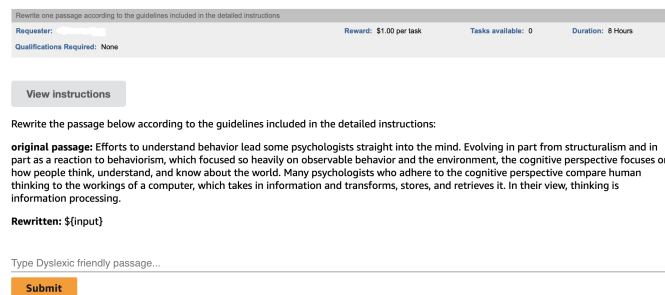 Rewrite one passage according to the guidelines included in the detailed instructions
Requester: Reward: $1.00 per task Tasks available: 0 Duration: 8 Hours
Qualifications Required: None
View instructions
Rewrite the passage below according to the guidelines included in the detailed instructions:
original passage: Efforts to understand behavior lead some psychologists straight into the mind. Evolving in part from structuralism and in
part as a reaction to behaviorism, which focused so heavily on observable behavior and the environment, the cognitive perspective focuses
how people think, understand, and know about the world. Many psychologists who adhere to the cognitive perspective compare human
thinking to the workings of a computer, which takes in information and transforms, stores, and retrieves it. In their view, thinking is
information processing.
Rewritten: ${input}
Type Dyslexic friendly passage...
Submit